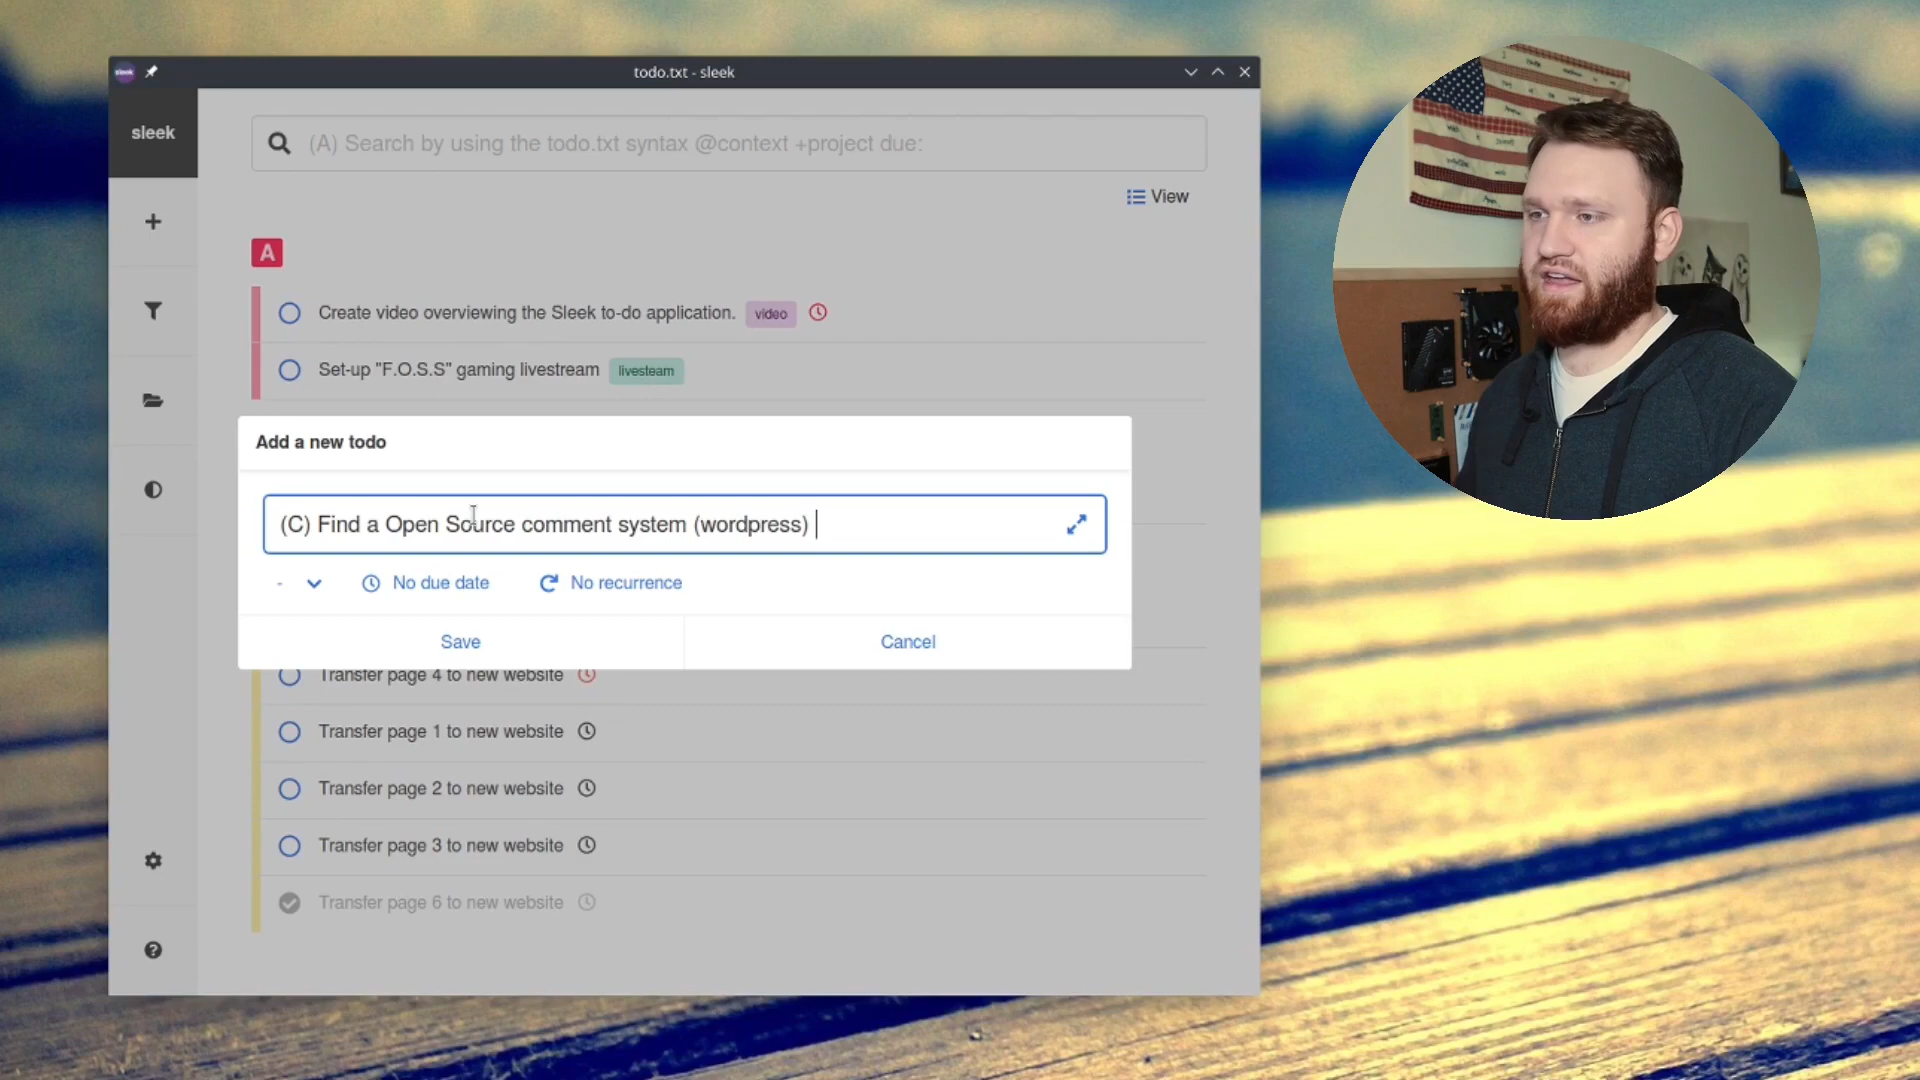 todo.txt - sleek
sleek
(A) Search by using the todo.txt syntax @context +project due:
View
A
Create video overviewing the Sleek to-do application. video
Set-up "F.O.S.S" gaming livestream livesteam
Add a new todo
(C) Find a Open Source comment system (wordpress)
- No due date No recurrence
Save Cancel
Transfer page 4 to new website
Transfer page 1 to new website
Transfer page 2 to new website
Transfer page 3 to new website
Transfer page 6 to new website